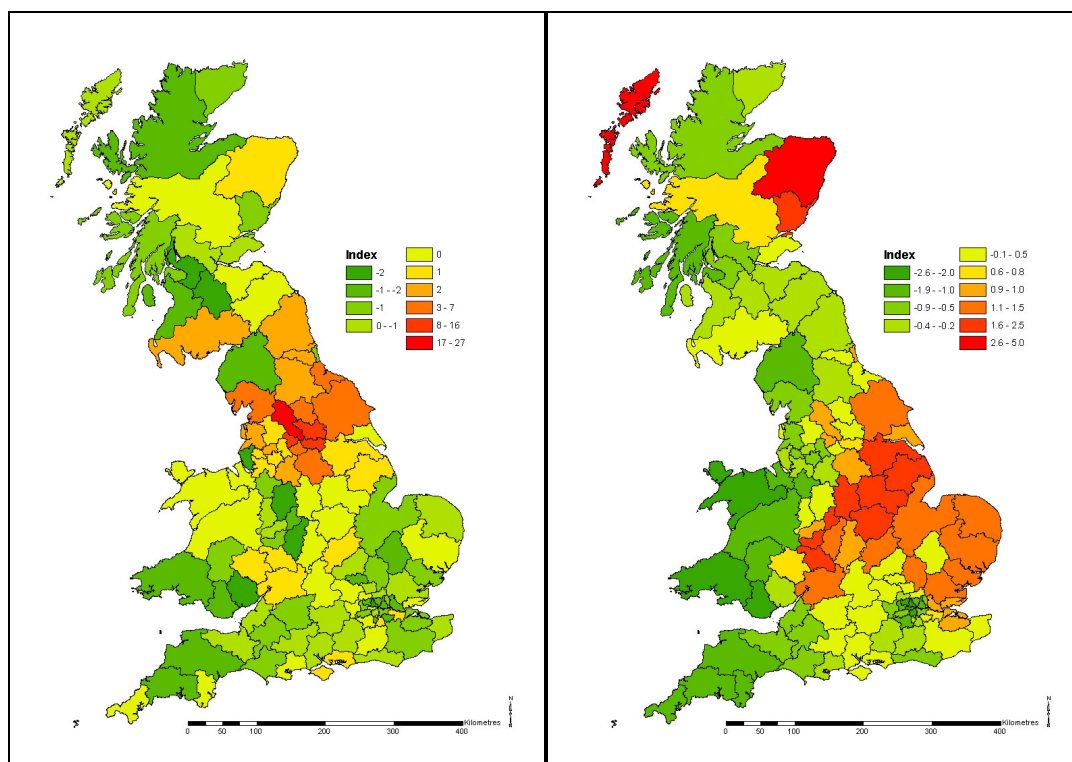 Index
-2
-1 - -2
-1
0 - -1
0
1
2
3 - 7
8 - 16
17 - 27
Kilometres
0 50 100 200 300 400
N
Index
-2.6 - -2.0
-1.9 - -1.0
-0.9 - -0.5
-0.4 - -0.2
-0.1 - 0.5
0.6 - 0.8
0.9 - 1.0
1.1 - 1.5
1.6 - 2.5
2.6 - 5.0
Kilometres
0 50 100 200 300 400
N